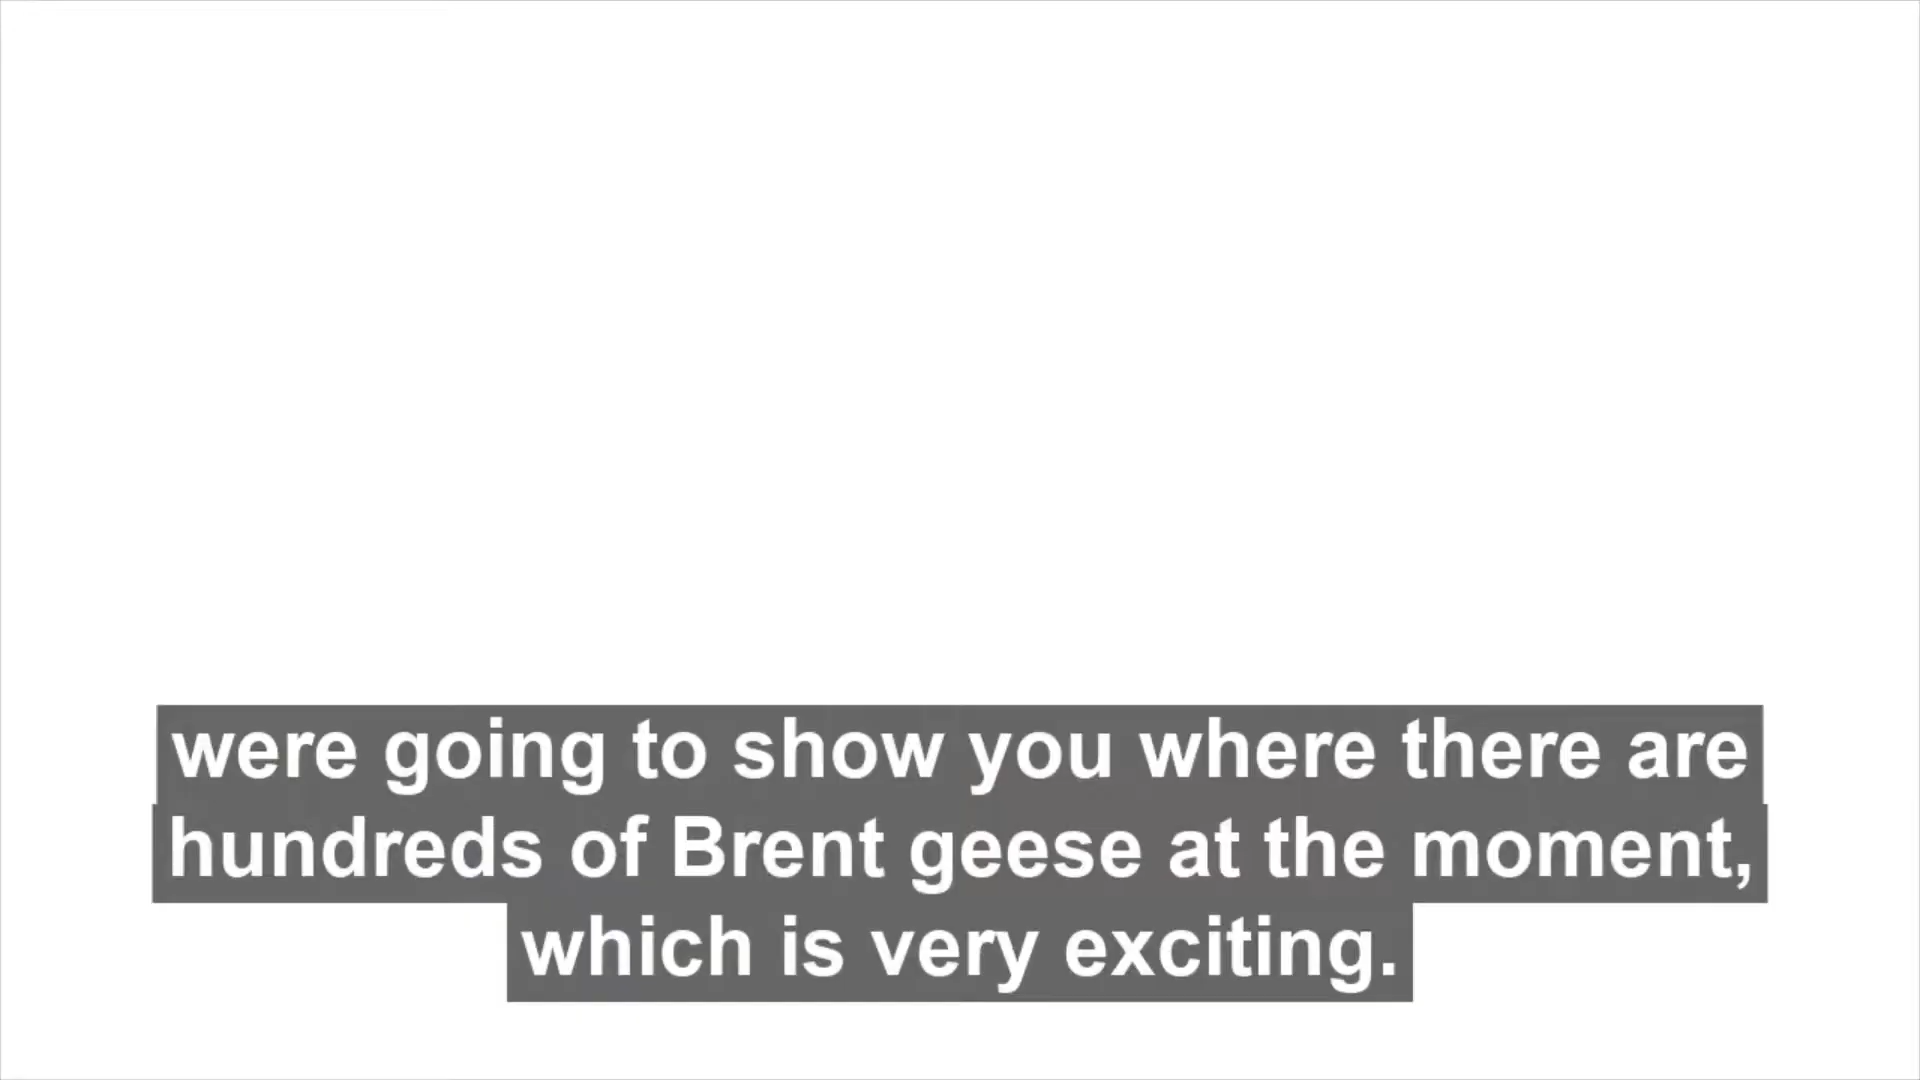 were going to show you where there are
hundreds of Brent geese at the moment,
which is very exciting.